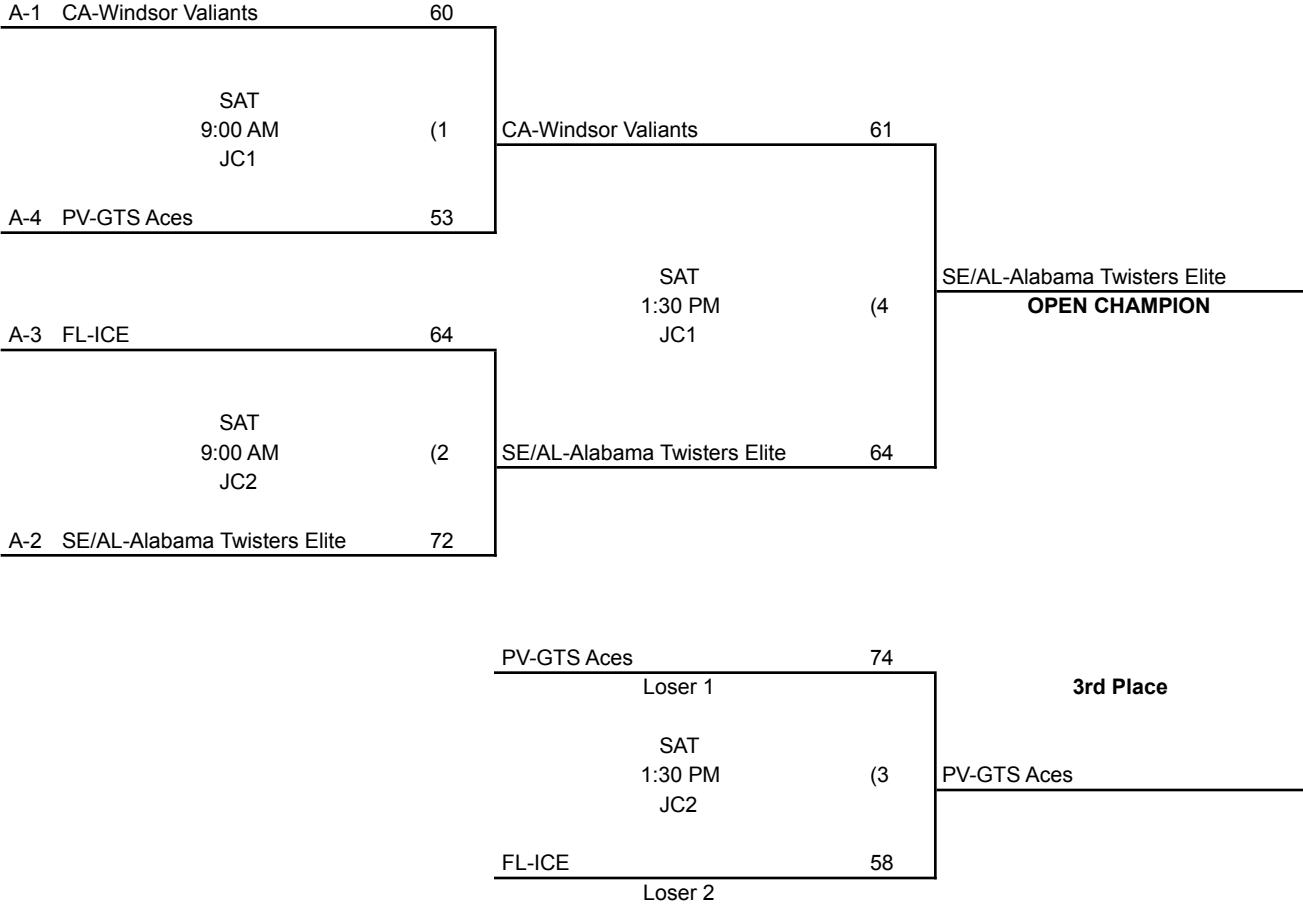 A-1 CA-Windsor Valiants 60
SAT
9:00 AM (1
JC1
A-4 PV-GTS Aces 53
CA-Windsor Valiants 61
SAT
1:30 PM (4
JC1
SE/AL-Alabama Twisters Elite
OPEN CHAMPION
A-3 FL-ICE 64
SAT
9:00 AM (2
JC2
A-2 SE/AL-Alabama Twisters Elite 72
SE/AL-Alabama Twisters Elite 64
PV-GTS Aces 74
Loser 1
3rd Place
SAT
1:30 PM (3
JC2
PV-GTS Aces
FL-ICE 58
Loser 2